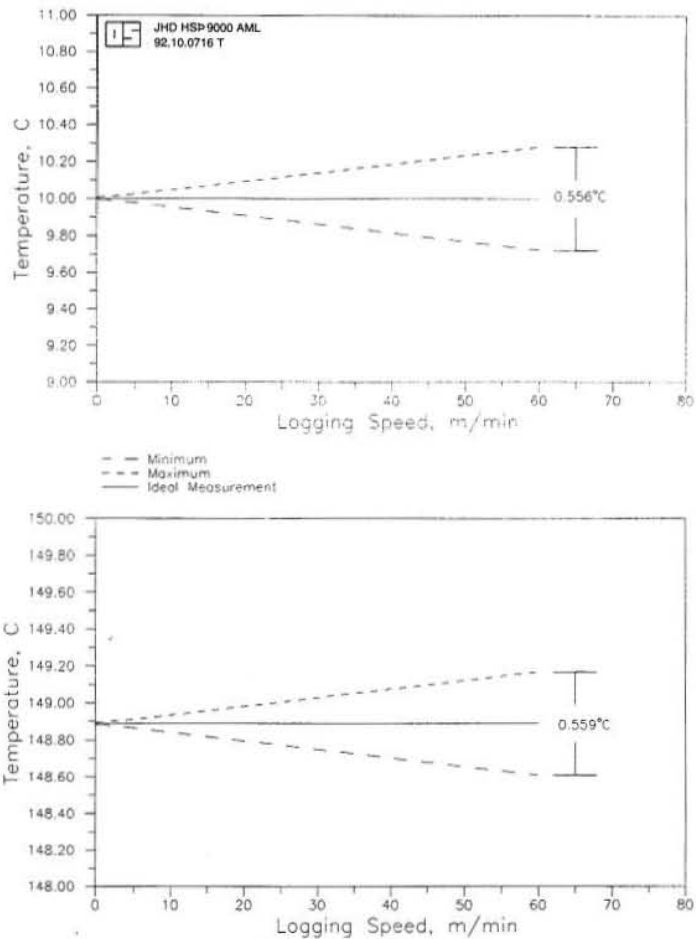 JHD HSÞ 9000 AML
92.10.0716 T
11.00
10.80
10.60
10.40
10.20
10.00
9.80
9.60
9.40
9.20
9.00
Temperature, C
0.556°C
0 10 20 30 40 50 60 70 80
Logging Speed, m/min
Minimum
Maximum
Ideal Measurement
150.00
149.80
149.60
149.40
149.20
149.00
148.80
148.60
148.40
148.20
148.00
Temperature, C
0.559°C
0 10 20 30 40 50 60 70 80
Logging Speed, m/min